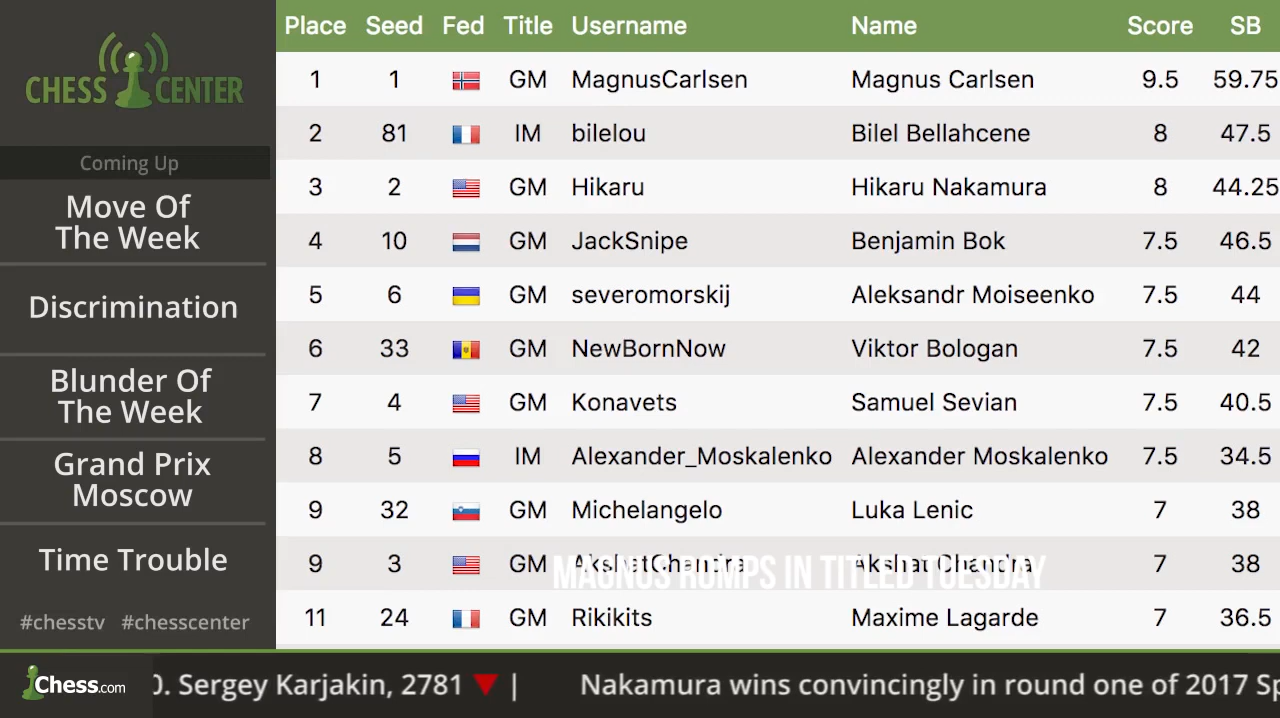 CHESS CENTER
Coming Up
Move Of
The Week
Discrimination
Blunder Of
The Week
Grand Prix
Moscow
Time Trouble
#chesstv #chesscenter
Place Seed Fed Title Username Name Score SB
1 1 GM MagnusCarlsen Magnus Carlsen 9.5 59.75
2 81 IM bilelou Bilel Bellahcene 8 47.5
3 2 GM Hikaru Hikaru Nakamura 8 44.25
4 10 GM JackSnipe Benjamin Bok 7.5 46.5
5 6 GM severomorskij Aleksandr Moiseenko 7.5 44
6 33 GM NewBornNow Viktor Bologan 7.5 42
7 4 GM Konavets Samuel Sevian 7.5 40.5
8 5 IM Alexander_Moskalenko Alexander Moskalenko 7.5 34.5
9 32 GM Michelangelo Luka Lenic 7 38
9 3 GM AkshatChandra Akshat Chandra 7 38
MAGNUS ROMPS IN TITLED TUESDAY
11 24 GM Rikikits Maxime Lagarde 7 36.5
Chess.com 0. Sergey Karjakin, 2781 | Nakamura wins convincingly in round one of 2017 Sp